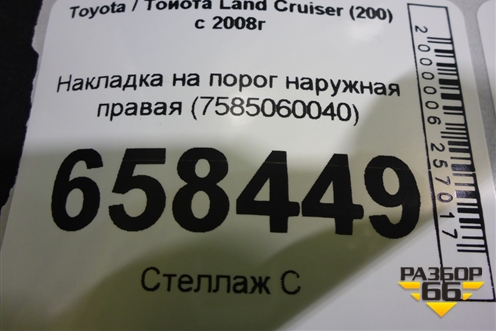 Toyota / Тойота Land Cruiser (200)
с 2008г
Накладка на порог наружная
правая (7585060040)
658449
Стеллаж С
2000006257017
РАЗБОР
66